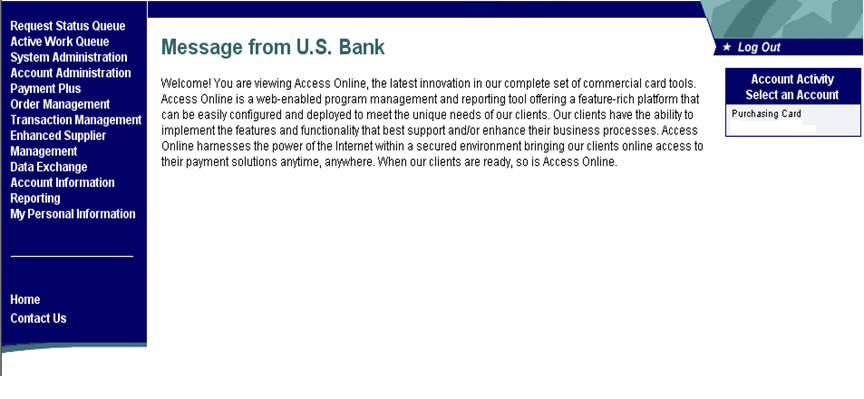 Request Status Queue
Active Work Queue
System Administration
Account Administration
Payment Plus
Order Management
Transaction Management
Enhanced Supplier
Management
Data Exchange
Account Information
Reporting
My Personal Information
Home
Contact Us
Message from U.S. Bank
Welcome! You are viewing Access Online, the latest innovation in our complete set of commercial card tools.
Access Online is a web-enabled program management and reporting tool offering a feature-rich platform that
can be easily configured and deployed to meet the unique needs of our clients. Our clients have the ability to
implement the features and functionality that best support and/or enhance their business processes. Access
Online harnesses the power of the Internet within a secured environment bringing our clients online access to
their payment solutions anytime, anywhere. When our clients are ready, so is Access Online.
★ Log Out
Account Activity
Select an Account
Purchasing Card